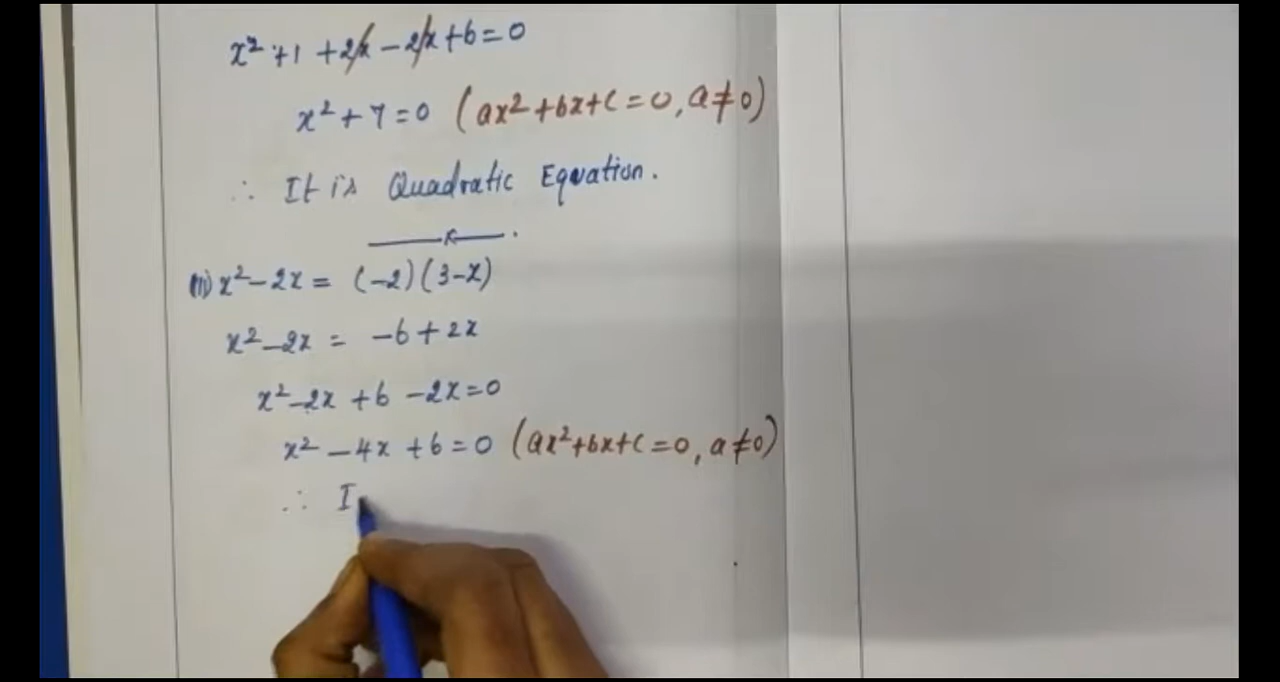 x² + 1 + 2x - 2x + 6 = 0
x² + 7 = 0 (ax² + bx + c = 0, a ≠ 0)
∴ It is Quadratic Equation.
(ii) x² - 2x = (-2)(3-x)
x² - 2x = -6 + 2x
x² - 2x + 6 - 2x = 0
x² - 4x + 6 = 0 (ax² + bx + c = 0, a ≠ 0)
∴ I